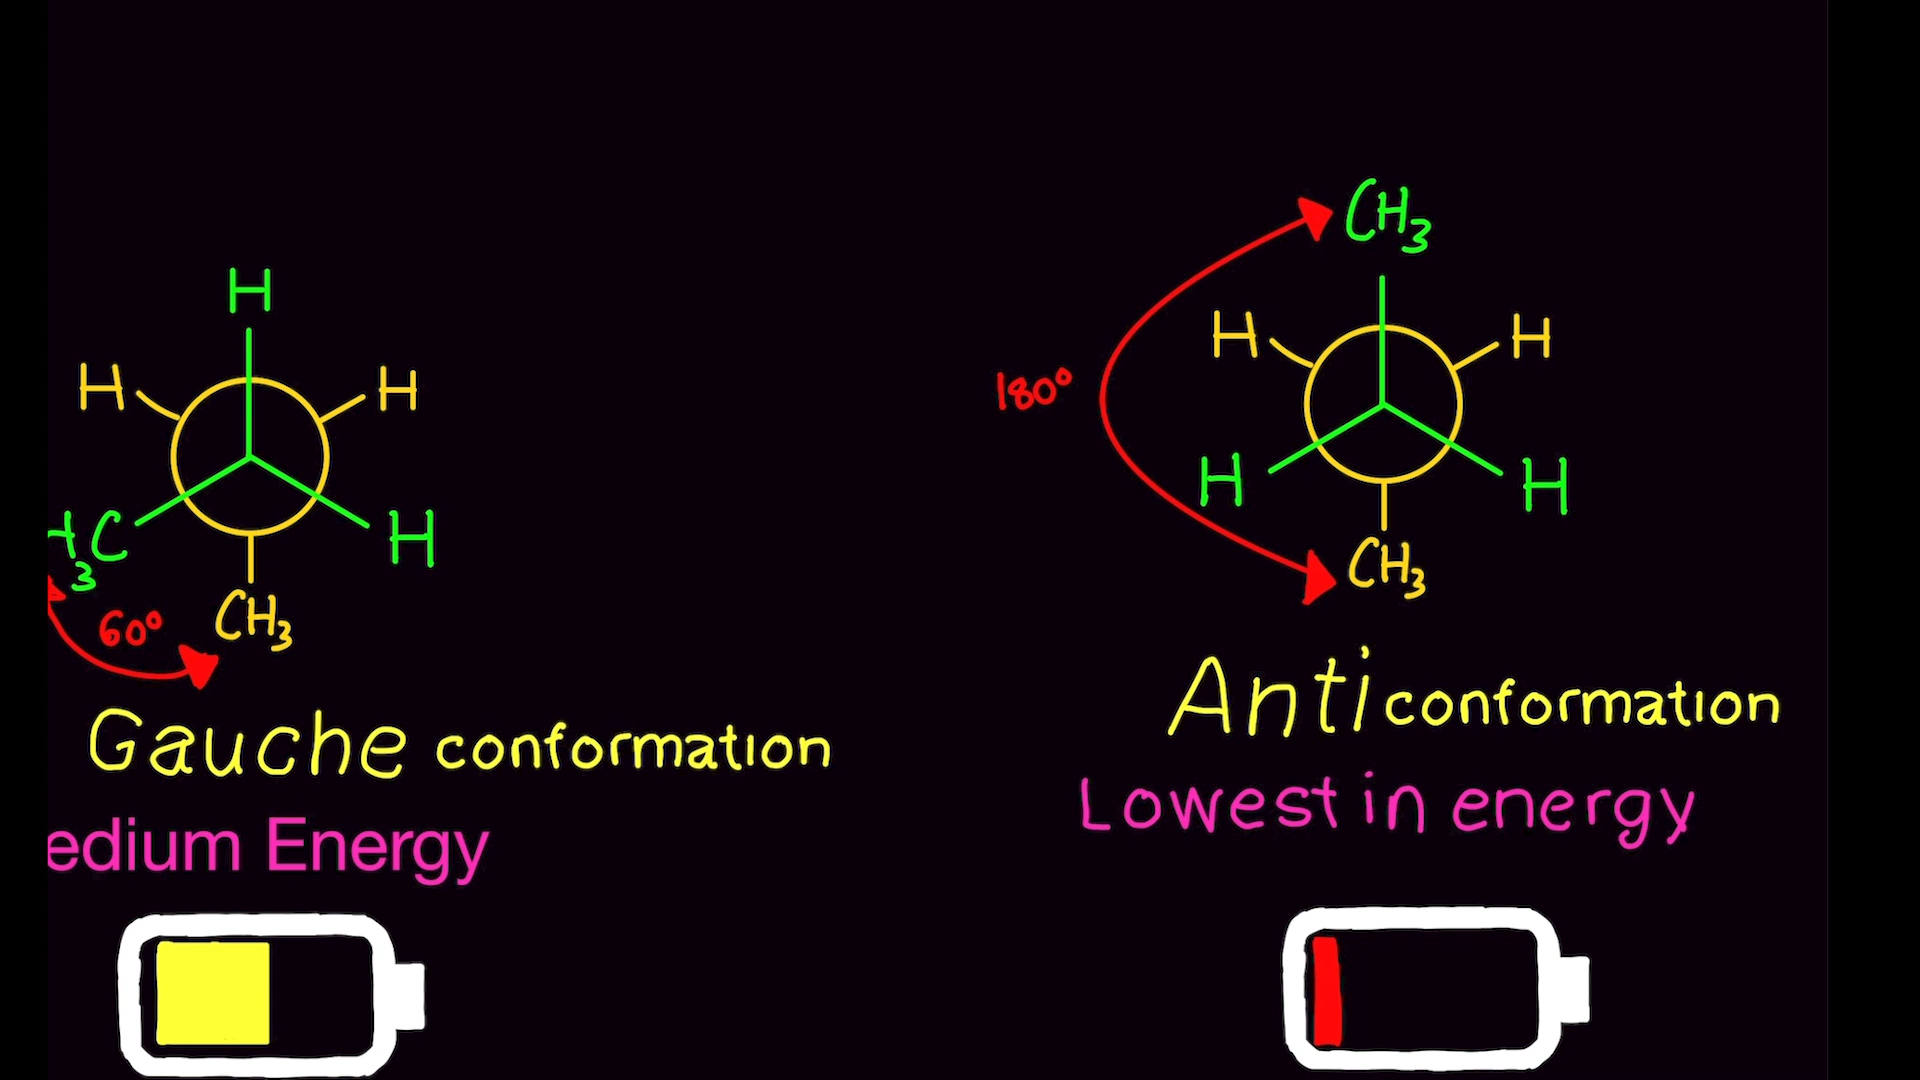 H
H H
C H
3
60°
CH3
Gauche conformation
edium Energy
CH3
H H
180°
H H
CH3
Anti conformation
Lowest in energy